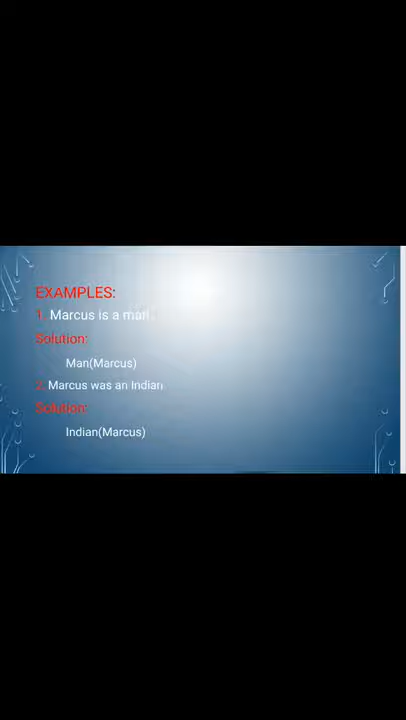 EXAMPLES:
1. Marcus is a man.
Solution:
Man(Marcus)
2. Marcus was an Indian.
Solution:
Indian(Marcus)